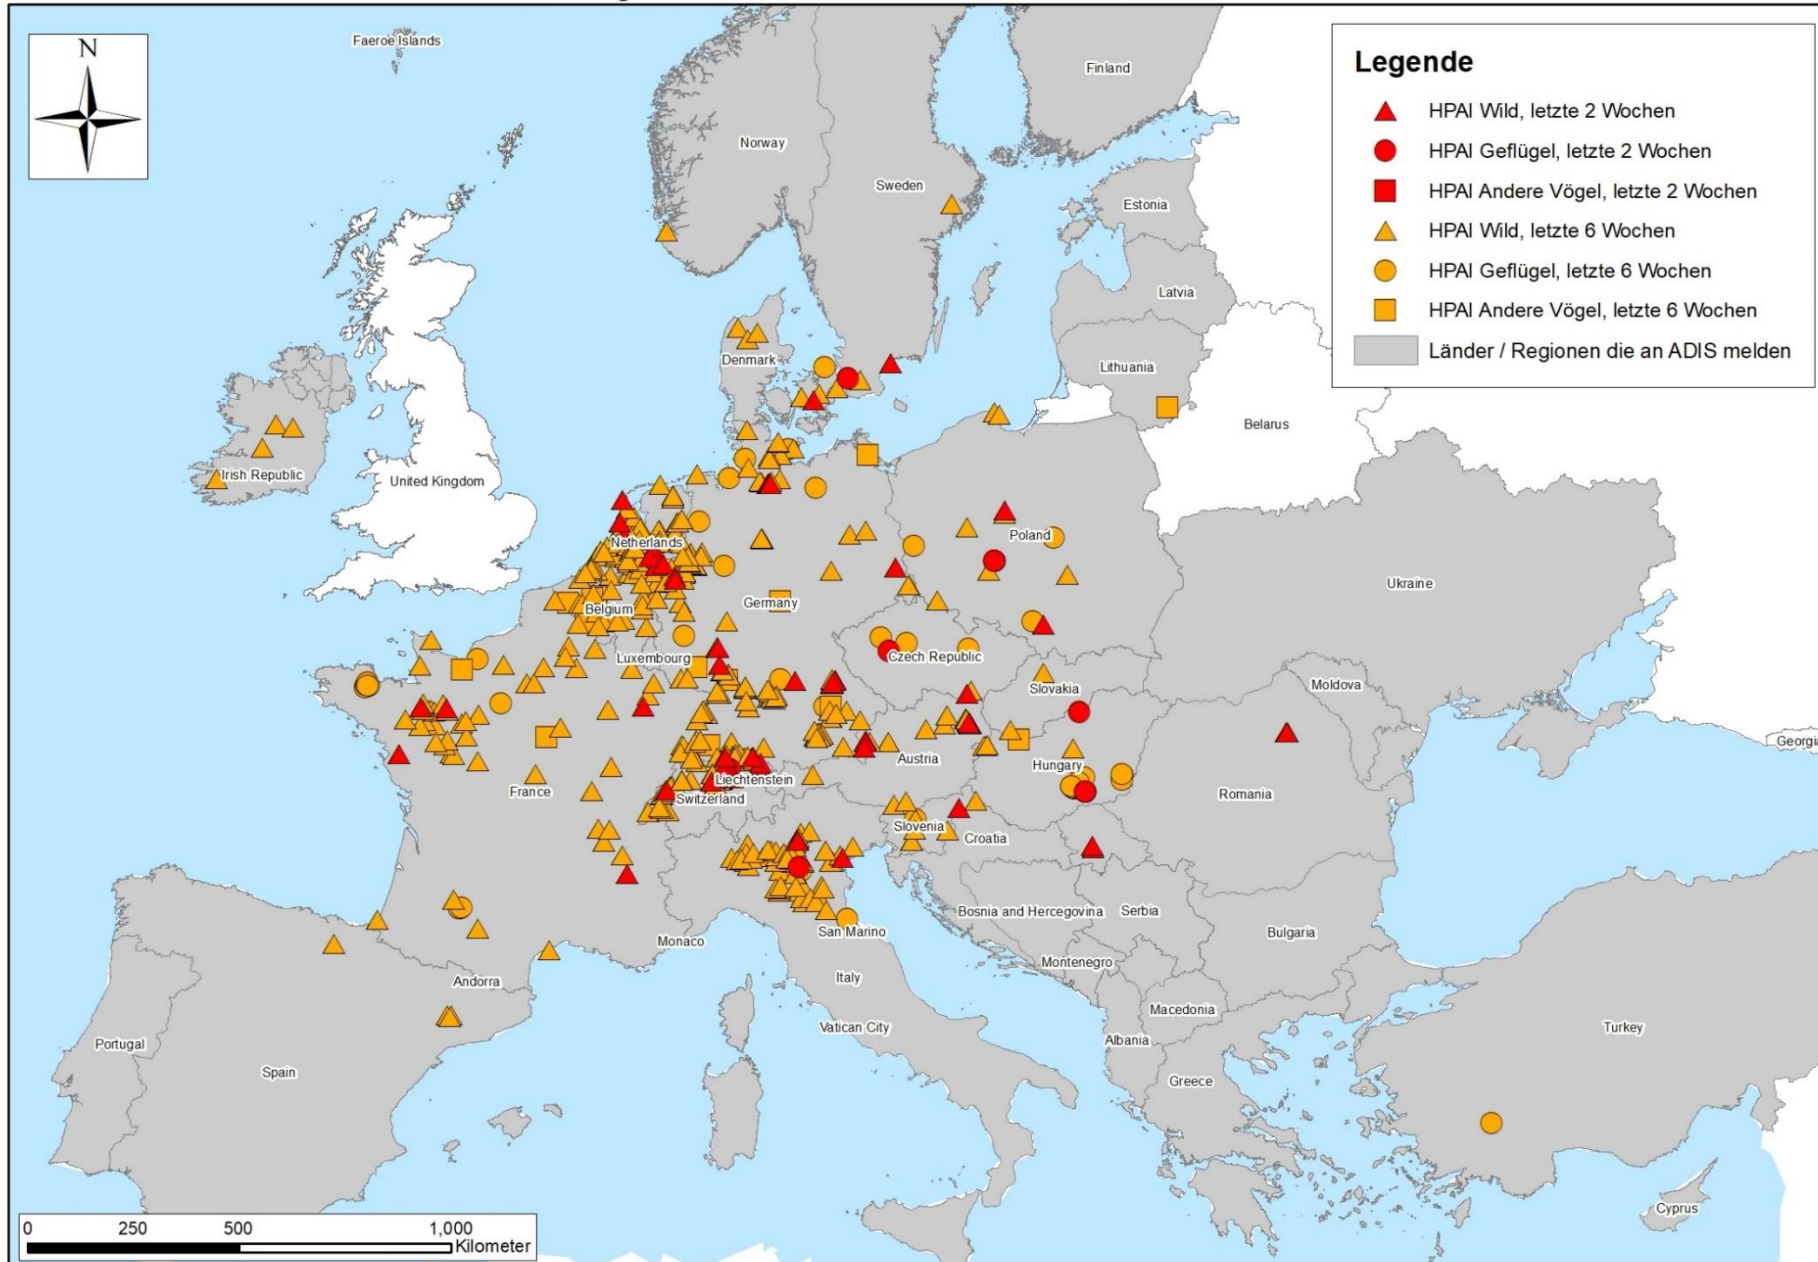 N
Faeroe Islands
Finland
Legende
HPAI Wild, letzte 2 Wochen
HPAI Geflügel, letzte 2 Wochen
HPAI Andere Vögel, letzte 2 Wochen
HPAI Wild, letzte 6 Wochen
HPAI Geflügel, letzte 6 Wochen
HPAI Andere Vögel, letzte 6 Wochen
Länder / Regionen die an ADIS melden
Norway
Sweden
Estonia
Latvia
Denmark
Lithuania
Belarus
Irish Republic
United Kingdom
Netherlands
Poland
Ukraine
Belgium
Germany
Luxembourg
Czech Republic
Slovakia
Moldova
Georgia
Austria
Hungary
France
Liechtenstein
Switzerland
Romania
Slovenia
Croatia
Bosnia and Hercegovina
Serbia
San Marino
Monaco
Bulgaria
Montenegro
Andorra
Italy
Macedonia
Vatican City
Albania
Turkey
Portugal
Spain
Greece
Cyprus
0 250 500 1,000
Kilometer